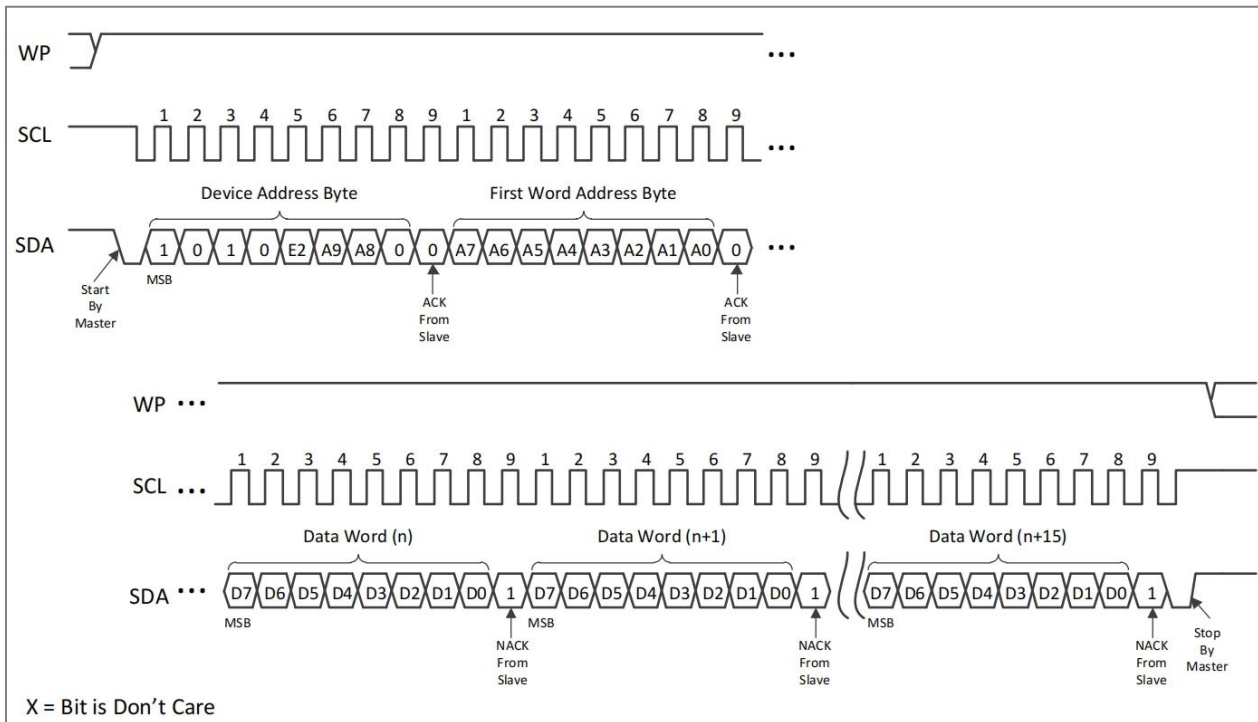 WP ...
1 2 3 4 5 6 7 8 9 1 2 3 4 5 6 7 8 9
SCL ...
Device Address Byte First Word Address Byte
SDA 1 0 1 0 E2 A9 A8 0 0 A7 A6 A5 A4 A3 A2 A1 A0 0 ...
MSB
Start
By
Master
ACK
From
Slave
ACK
From
Slave
WP ...
1 2 3 4 5 6 7 8 9 1 2 3 4 5 6 7 8 9 1 2 3 4 5 6 7 8 9
SCL ...
Data Word (n) Data Word (n+1) Data Word (n+15)
SDA ... D7 D6 D5 D4 D3 D2 D1 D0 1 D7 D6 D5 D4 D3 D2 D1 D0 1 D7 D6 D5 D4 D3 D2 D1 D0 1
MSB MSB MSB
NACK
From
Slave
NACK
From
Slave
NACK
From
Slave
Stop
By
Master
X = Bit is Don’t Care